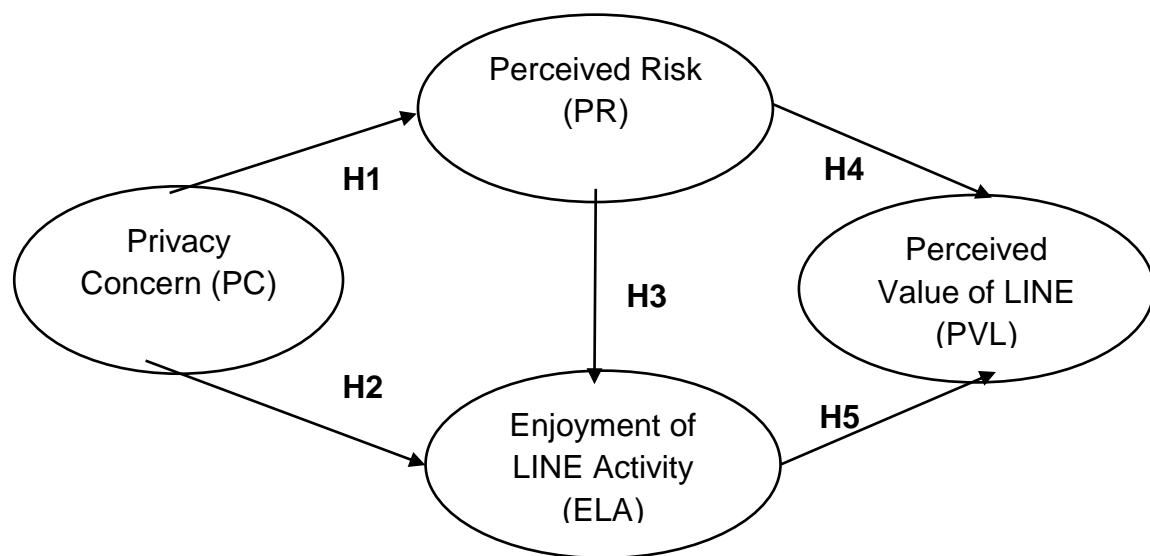 Perceived Risk
(PR)
H1
H4
Privacy
Concern (PC)
Perceived
Value of LINE
(PVL)
H3
H2
H5
Enjoyment of
LINE Activity
(ELA)